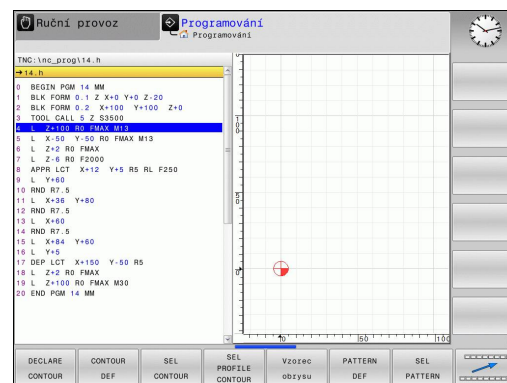 Ruční provoz
Programování
Programování
TNC:\nc_prog\14.h
→14.h
0 BEGIN PGM 14 MM
1 BLK FORM 0.1 Z X+0 Y+0 Z-20
2 BLK FORM 0.2 X+100 Y+100 Z+0
3 TOOL CALL 5 Z S3500
4 L Z+100 R0 FMAX M13
5 L X-50 Y-50 R0 FMAX M13
6 L Z+2 R0 FMAX
7 L Z-6 R0 F2000
8 APPR LCT X+12 Y+5 R5 RL F250
9 L Y+60
10 RND R7.5
11 L X+36 Y+80
12 RND R7.5
13 L X+60
14 RND R7.5
15 L X+84 Y+60
16 L Y+5
17 DEP LCT X+150 Y-50 R5
18 L Z+2 R0 FMAX
19 L Z+100 R0 FMAX M30
20 END PGM 14 MM
DECLARE CONTOUR
CONTOUR DEF
SEL CONTOUR
SEL PROFILE CONTOUR
Vzorec obrysu
PATTERN DEF
SEL PATTERN